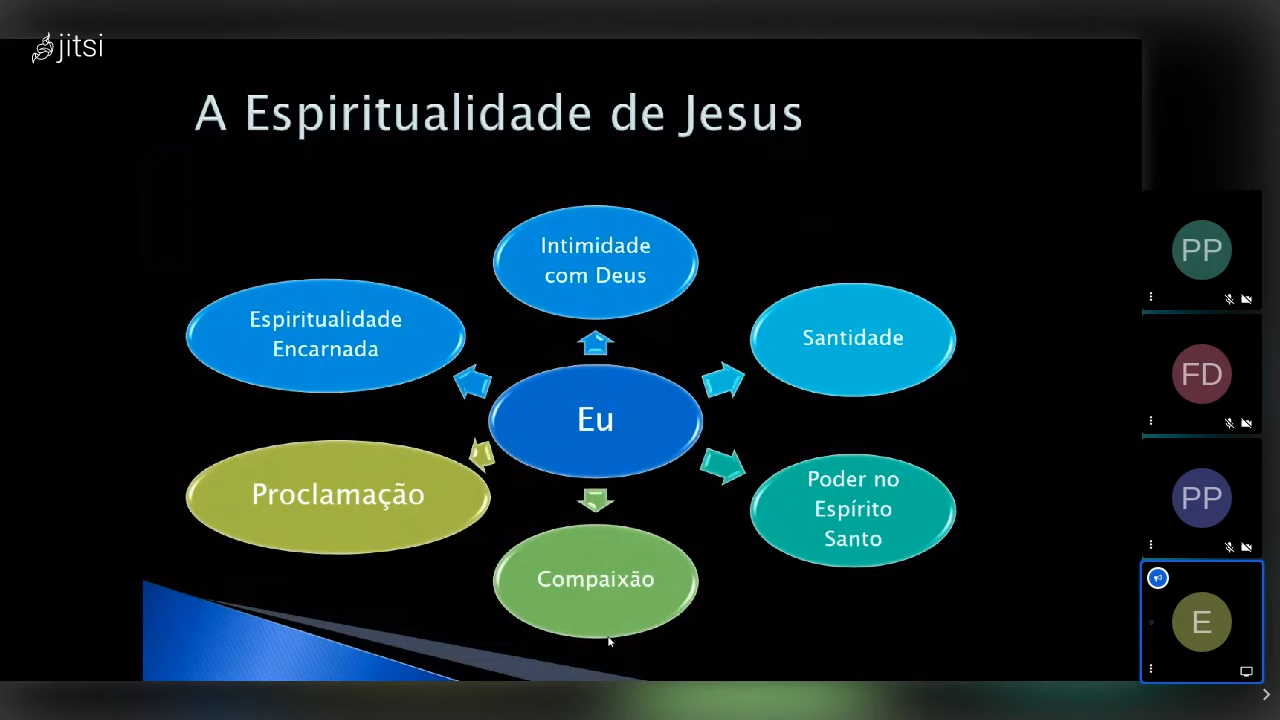 jitsi
A Espiritualidade de Jesus
Intimidade
com Deus
Espiritualidade
Encarnada
Santidade
Eu
Proclamação
Poder no
Espírito
Santo
Compaixão
PP
FD
PP
E